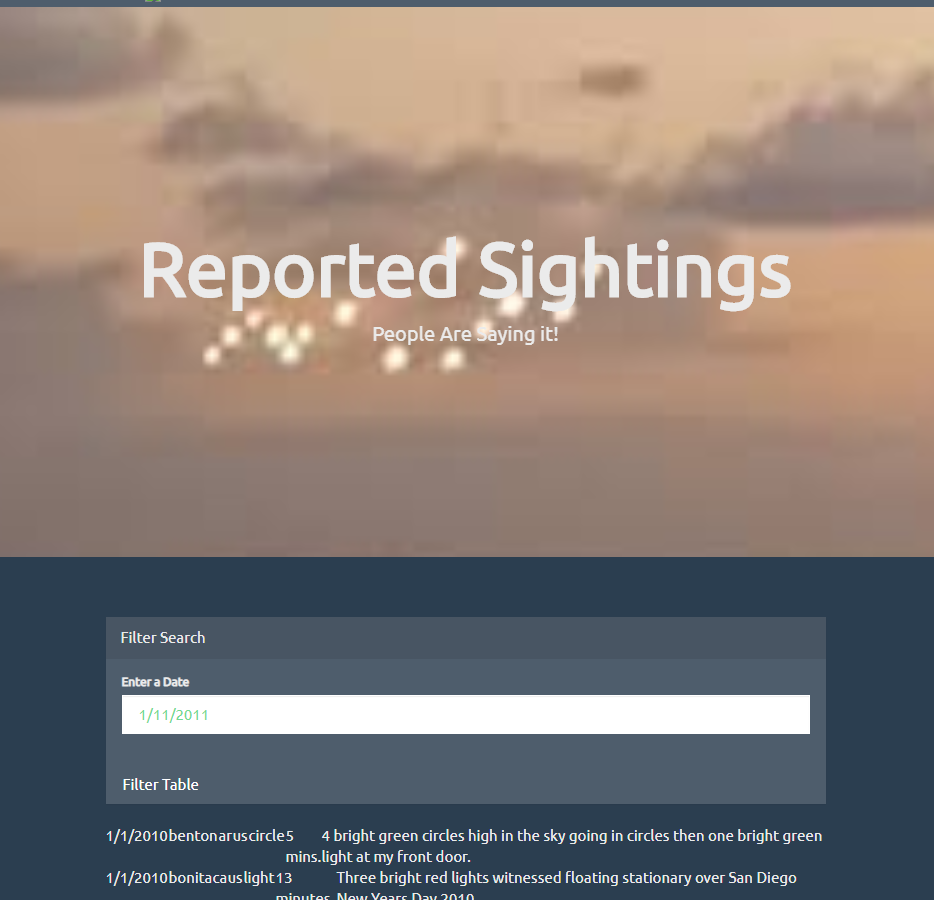 Reported Sightings
People Are Saying it!
Filter Search
Enter a Date
1/11/2011
Filter Table
1/1/2010bentonaruscircle5 4 bright green circles high in the sky going in circles then one bright green
mins.light at my front door.
1/1/2010bonitacauslight13 Three bright red lights witnessed floating stationary over San Diego
minutes New Years Day 2010